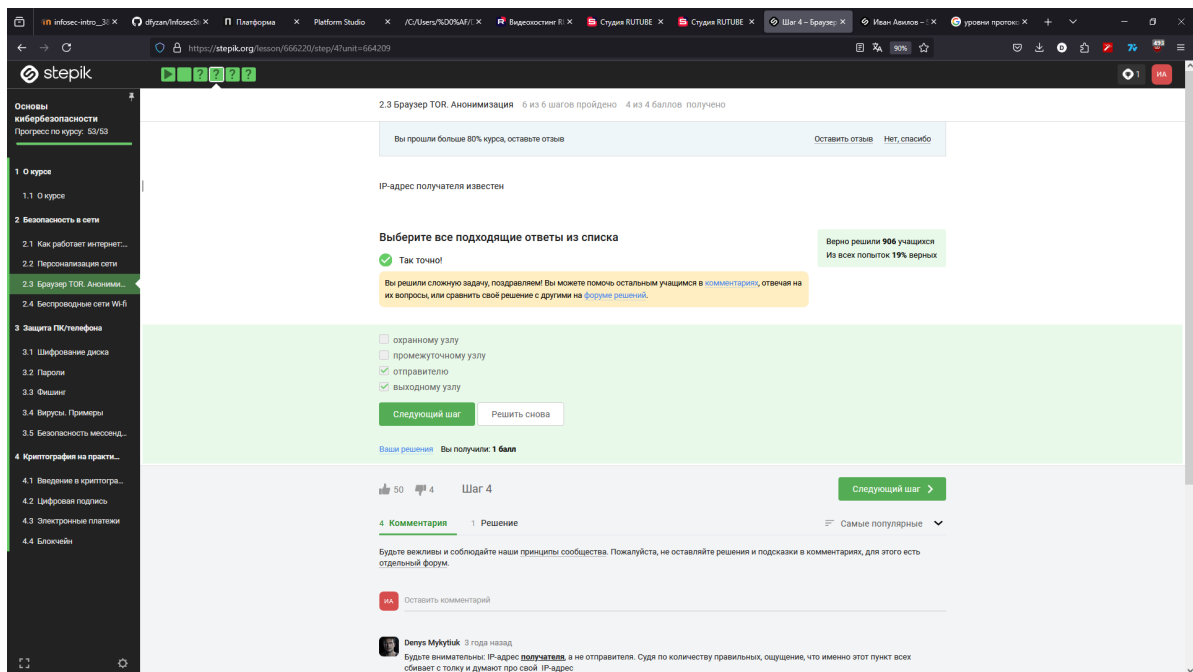 in infosec-intro_3
dfyzan/InfosecSt
П Платформа
Platform Studio
/C:/Users/%D0%AF/
Видеохостинг R
Студия RUTUBE
Студия RUTUBE
Шаг 4 – Браузер
Иван Авилов –
уровни протоко
https://stepik.org/lesson/666220/step/4?unit=664209
90%
493
stepik
? ? ? ?
1
ИА
Основы
кибербезопасности
Прогресс по курсу: 53/53
1 О курсе
1.1 О курсе
2 Безопасность в сети
2.1 Как работает интернет:...
2.2 Персонализация сети
2.3 Браузер TOR. Аноними...
2.4 Беспроводные сети Wi-fi
3 Защита ПК/телефона
3.1 Шифрование диска
3.2 Пароли
3.3 Фишинг
3.4 Вирусы. Примеры
3.5 Безопасность мессенд...
4 Криптография на практи...
4.1 Введение в криптогра...
4.2 Цифровая подпись
4.3 Электронные платежи
4.4 Блокчейн
2.3 Браузер TOR. Анонимизация 6 из 6 шагов пройдено 4 из 4 баллов получено
Вы прошли больше 80% курса, оставьте отзыв
Оставить отзыв Нет, спасибо
IP-адрес получателя известен
Выберите все подходящие ответы из списка
Так точно!
Верно решили 906 учащихся
Из всех попыток 19% верных
Вы решили сложную задачу, поздравляем! Вы можете помочь остальным учащимся в комментариях, отвечая на
их вопросы, или сравнить своё решение с другими на форуме решений.
охранному узлу
промежуточному узлу
отправителю
выходному узлу
Следующий шаг
Решить снова
Ваши решения Вы получили: 1 балл
50 4 Шаг 4
Следующий шаг
4 Комментария 1 Решение
Самые популярные
Будьте вежливы и соблюдайте наши принципы сообщества. Пожалуйста, не оставляйте решения и подсказки в комментариях, для этого есть
отдельный форум.
ИА Оставить комментарий
Denys Mykytiuk 3 года назад
Будьте внимательны: IP-адрес получателя, а не отправителя. Судя по количеству правильных, ощущение, что именно этот пункт всех
сбивает с толку и думают про свой IP-адрес